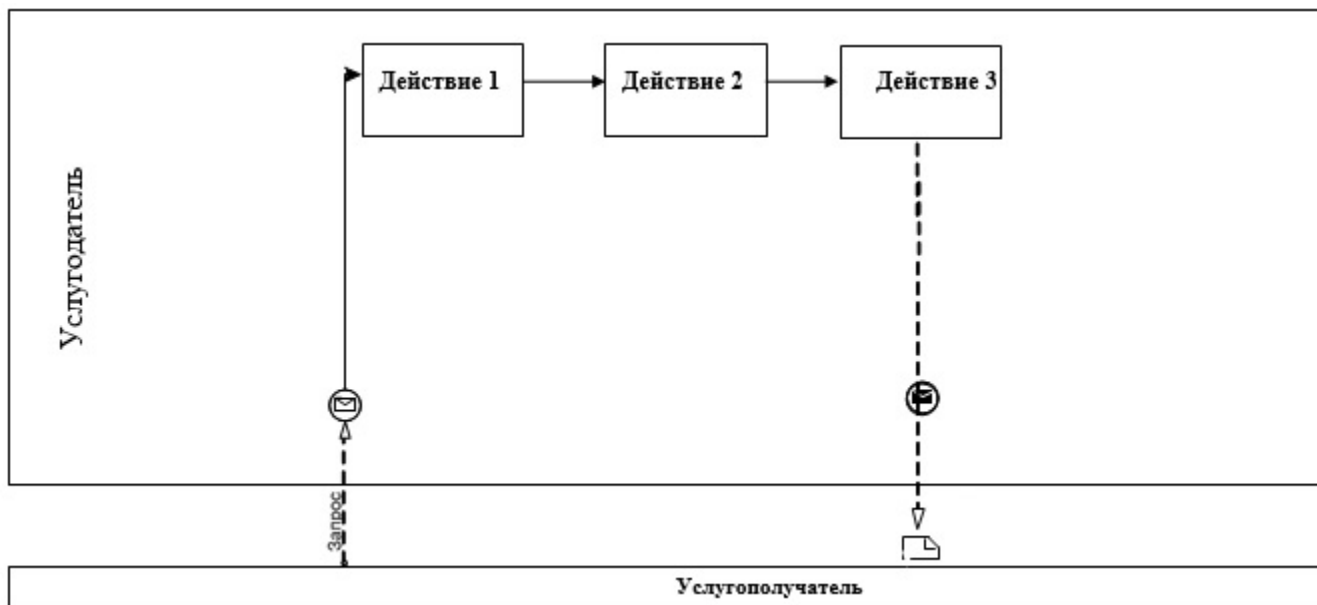 Действие 1
Действие 2
Действие 3
Услугодатель
Запрос
Услугополучатель